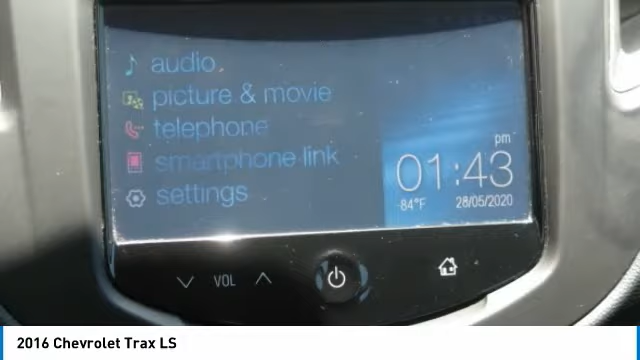 audio
picture & movie
telephone
smartphone link
settings
pm
01:43
84°F 28/05/2020
VOL
2016 Chevrolet Trax LS